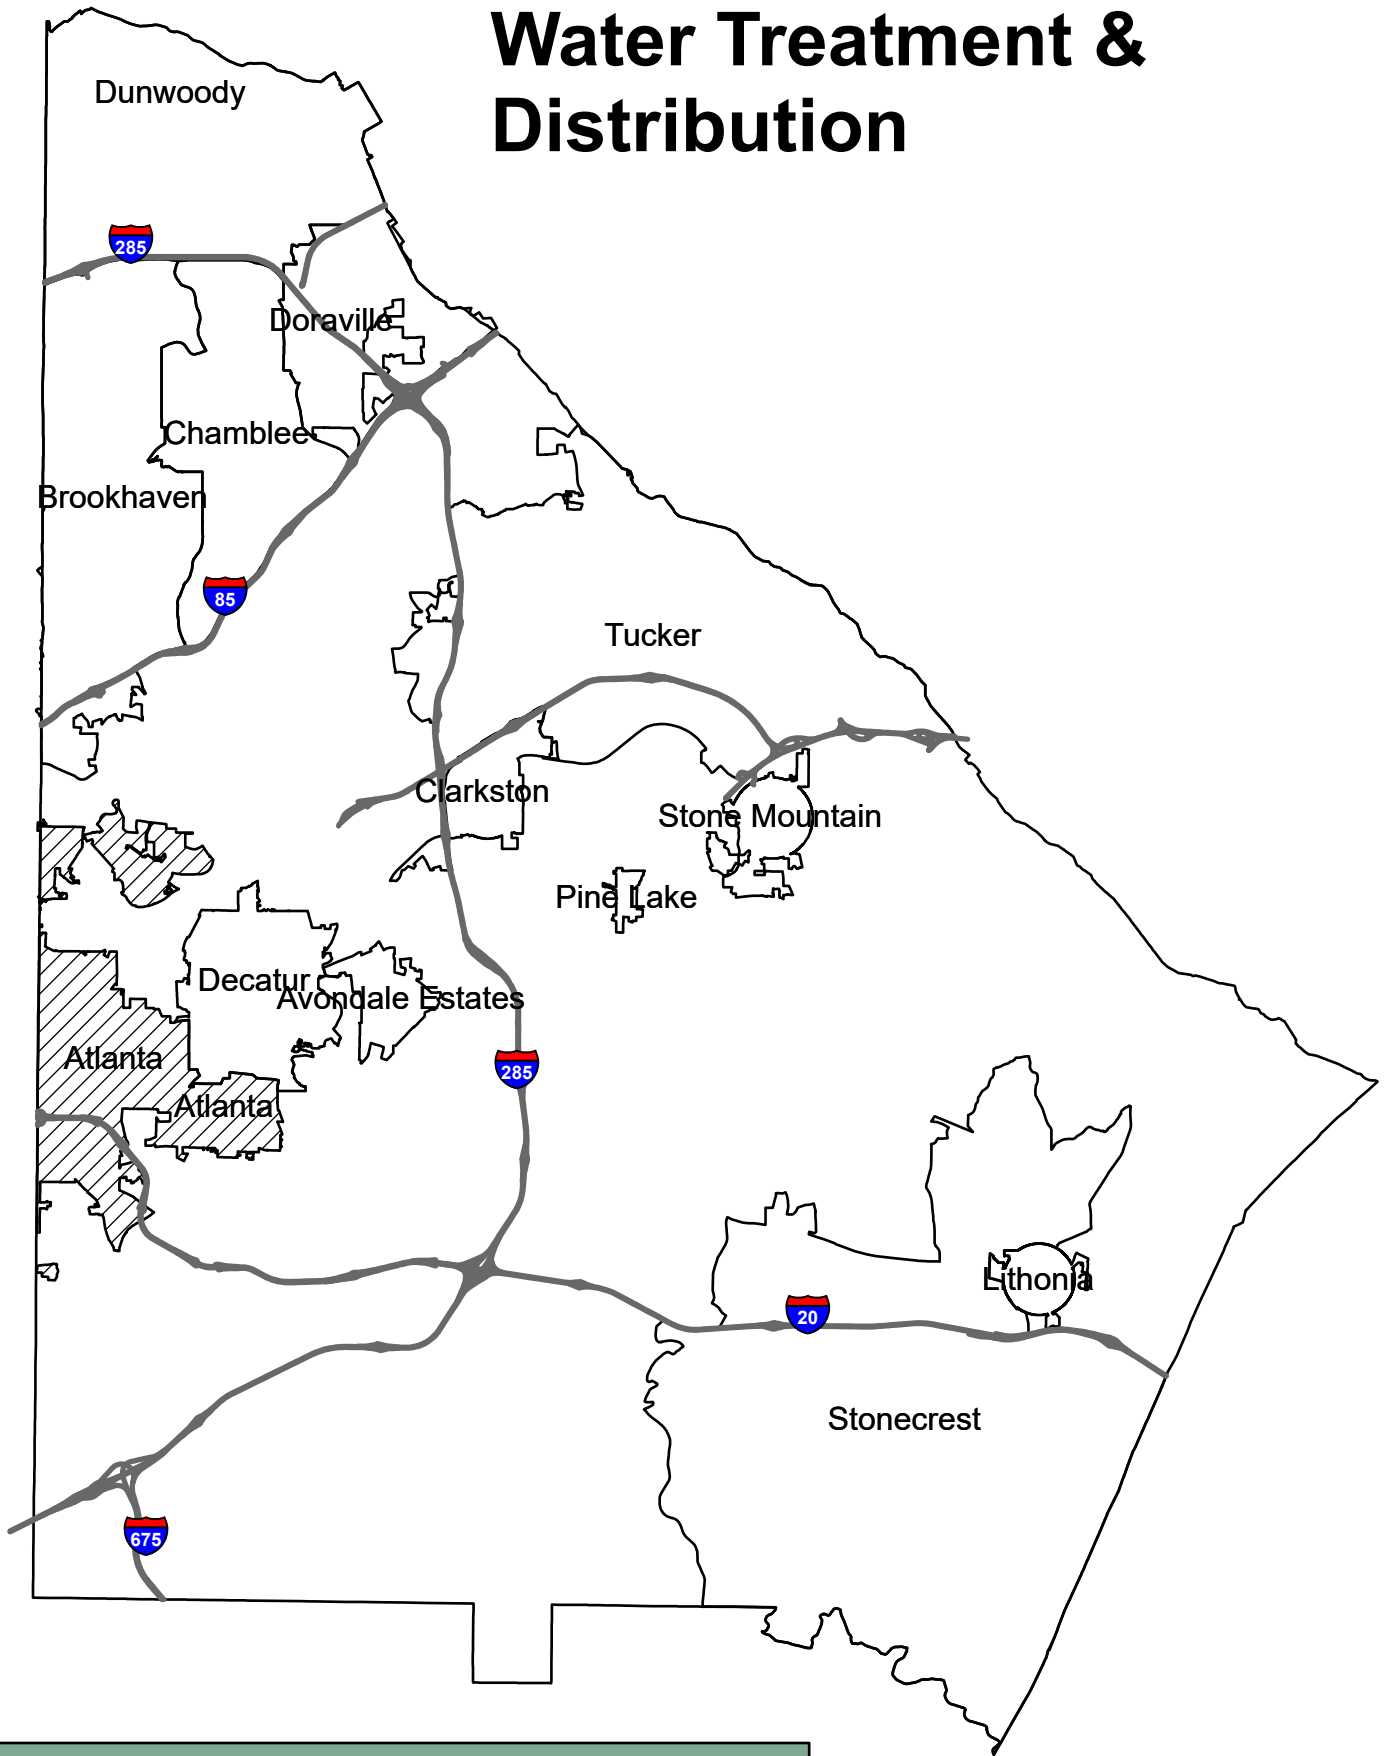 Water Treatment &
Distribution
Dunwoody
285
Doraville
Chamblee
Brookhaven
85
Tucker
Clarkston
Stone Mountain
Pine Lake
Decatur
Avondale Estates
Atlanta
285
Atlanta
Lithonia
20
Stonecrest
675